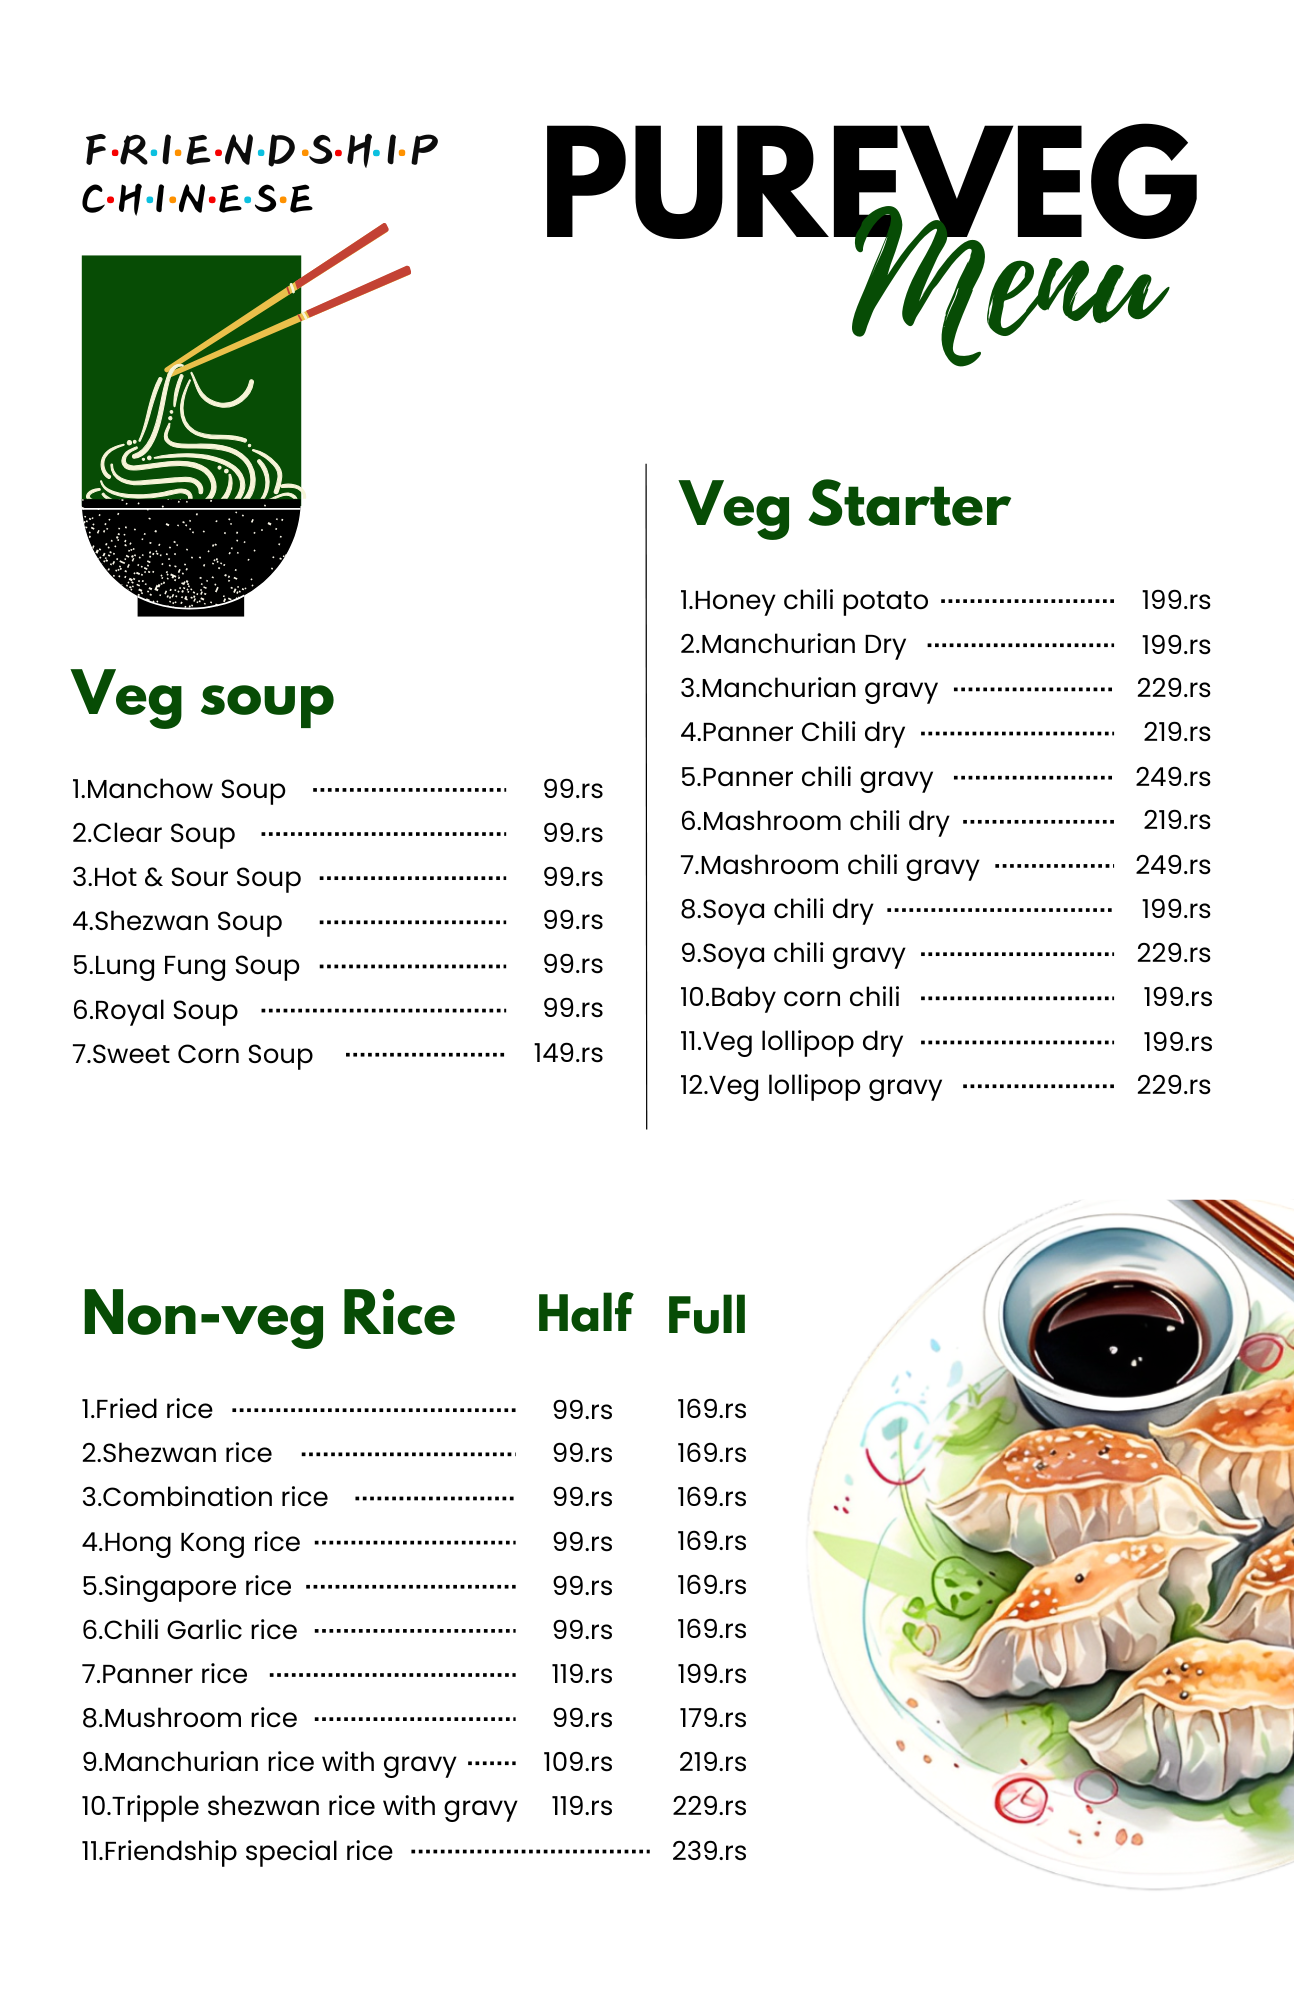 FRIENDSHIP
CHINESE
PUREVEG
Menu
Veg soup
1.Manchow Soup 99.rs
2.Clear Soup 99.rs
3.Hot & Sour Soup 99.rs
4.Shezwan Soup 99.rs
5.Lung Fung Soup 99.rs
6.Royal Soup 99.rs
7.Sweet Corn Soup 149.rs
Veg Starter
1.Honey chili potato 199.rs
2.Manchurian Dry 199.rs
3.Manchurian gravy 229.rs
4.Panner Chili dry 219.rs
5.Panner chili gravy 249.rs
6.Mashroom chili dry 219.rs
7.Mashroom chili gravy 249.rs
8.Soya chili dry 199.rs
9.Soya chili gravy 229.rs
10.Baby corn chili 199.rs
11.Veg lollipop dry 199.rs
12.Veg lollipop gravy 229.rs
Non-veg Rice Half Full
1.Fried rice 99.rs 169.rs
2.Shezwan rice 99.rs 169.rs
3.Combination rice 99.rs 169.rs
4.Hong Kong rice 99.rs 169.rs
5.Singapore rice 99.rs 169.rs
6.Chili Garlic rice 99.rs 169.rs
7.Panner rice 119.rs 199.rs
8.Mushroom rice 99.rs 179.rs
9.Manchurian rice with gravy 109.rs 219.rs
10.Tripple shezwan rice with gravy 119.rs 229.rs
11.Friendship special rice 239.rs